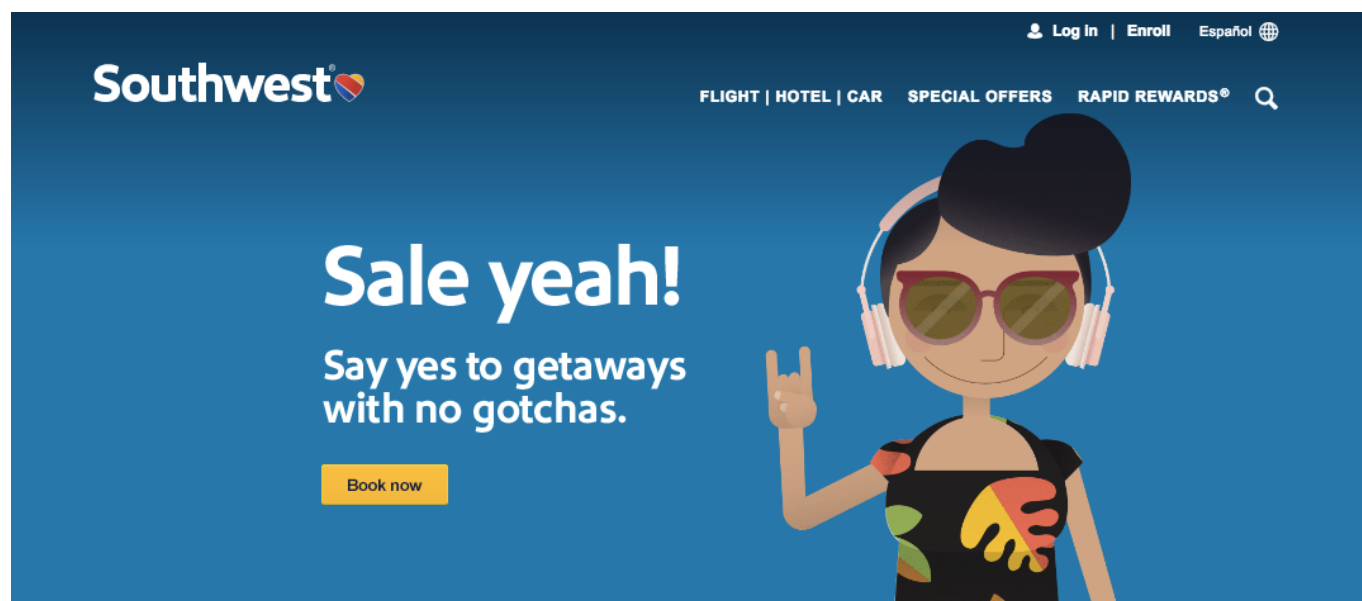 Log in | Enroll Español
Southwest®
FLIGHT | HOTEL | CAR SPECIAL OFFERS RAPID REWARDS®
Sale yeah!
Say yes to getaways
with no gotchas.
Book now